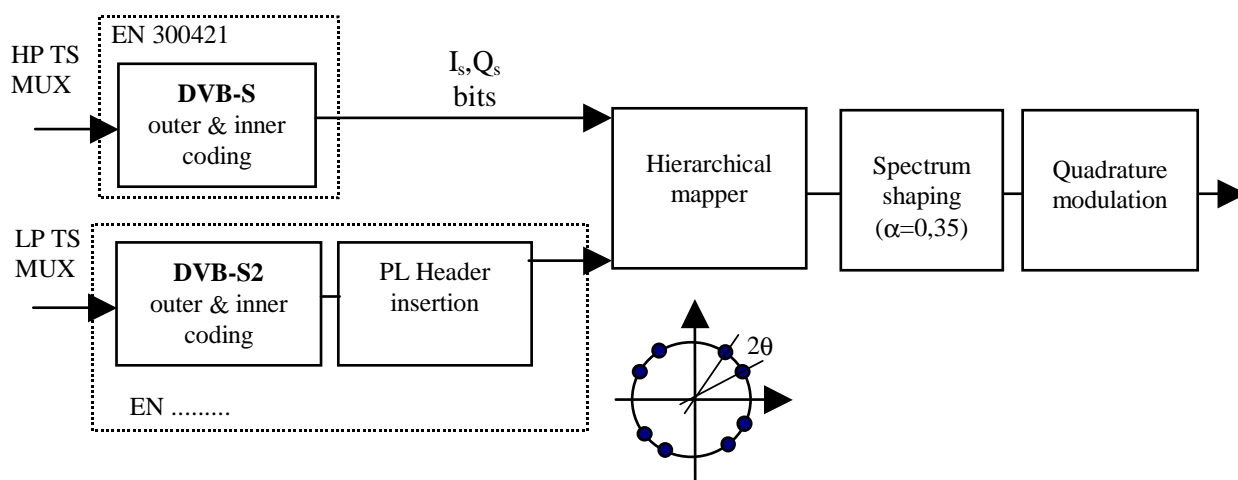 EN 300421
HP TS
MUX
DVB-S
outer & inner
coding
Is,Qs
bits
Hierarchical
mapper
Spectrum
shaping
(α=0,35)
Quadrature
modulation
LP TS
MUX
DVB-S2
outer & inner
coding
PL Header
insertion
EN .........
2θ